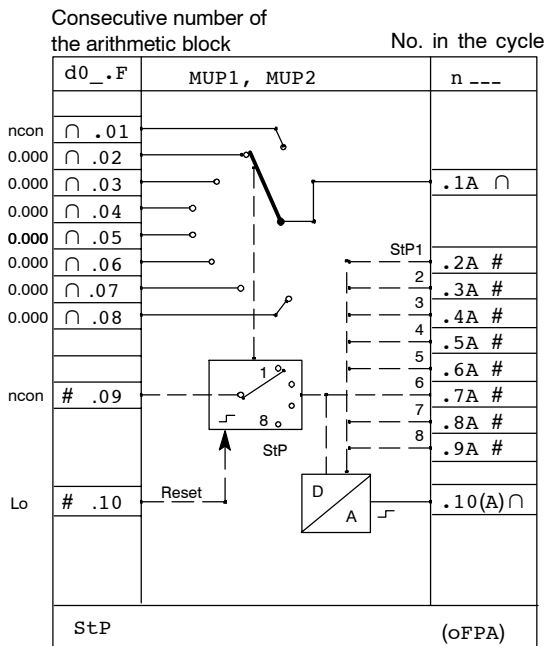 Consecutive number of
the arithmetic block
No. in the cycle
d0_.F MUP1, MUP2 n ___
ncon ∩ .01
0.000 ∩ .02
0.000 ∩ .03 .1A ∩
0.000 ∩ .04
0.000 ∩ .05
0.000 ∩ .06 StP1 .2A #
0.000 ∩ .07 2 .3A #
0.000 ∩ .08 3 .4A #
4 .5A #
1 5 .6A #
ncon # .09 6 .7A #
8 7 .8A #
StP 8 .9A #
Lo # .10 Reset D A .10(A) ∩
StP (oFPA)